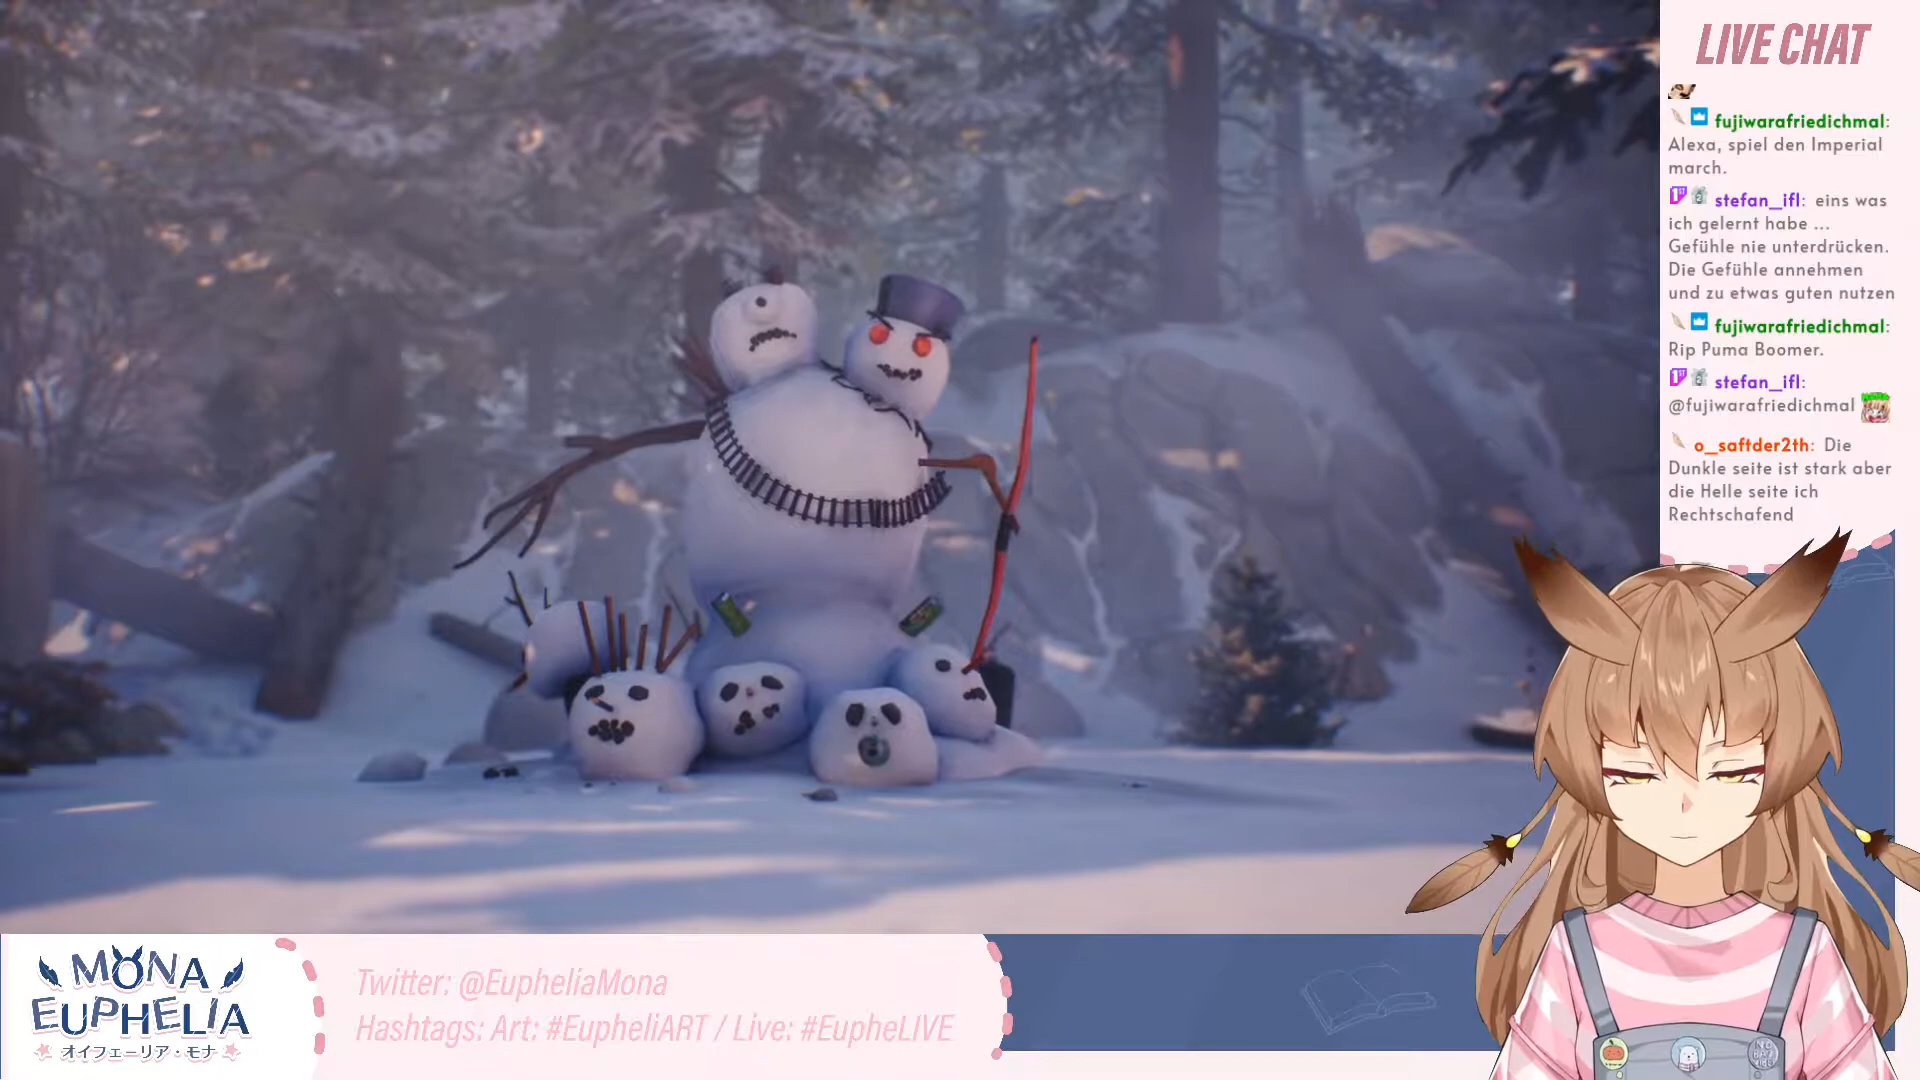 LIVE CHAT
fujiwarafriedichmal:
Alexa, spiel den Imperial
march.
stefan_ifl: eins was
ich gelernt habe ...
Gefühle nie unterdrücken.
Die Gefühle annehmen
und zu etwas guten nutzen
fujiwarafriedichmal:
Rip Puma Boomer.
stefan_ifl:
@fujiwarafriedichmal
o_saftder2th: Die
Dunkle seite ist stark aber
die Helle seite ich
Rechtschafend
MONA
EUPHELIA
オイフェーリア・モナ
Twitter: @EupheliaMona
Hashtags: Art: #EupheliART / Live: #EupheLIVE